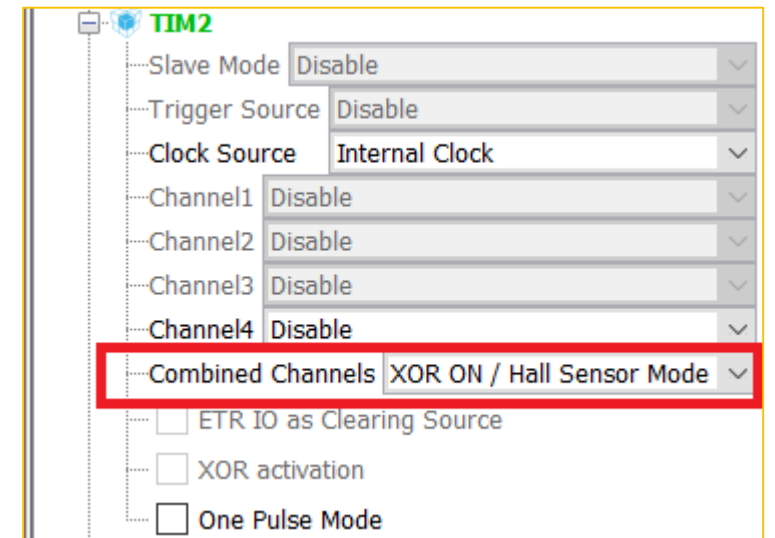 TIM2
Slave Mode Disable
Trigger Source Disable
Clock Source Internal Clock
Channel1 Disable
Channel2 Disable
Channel3 Disable
Channel4 Disable
Combined Channels XOR ON / Hall Sensor Mode
ETR IO as Clearing Source
XOR activation
One Pulse Mode